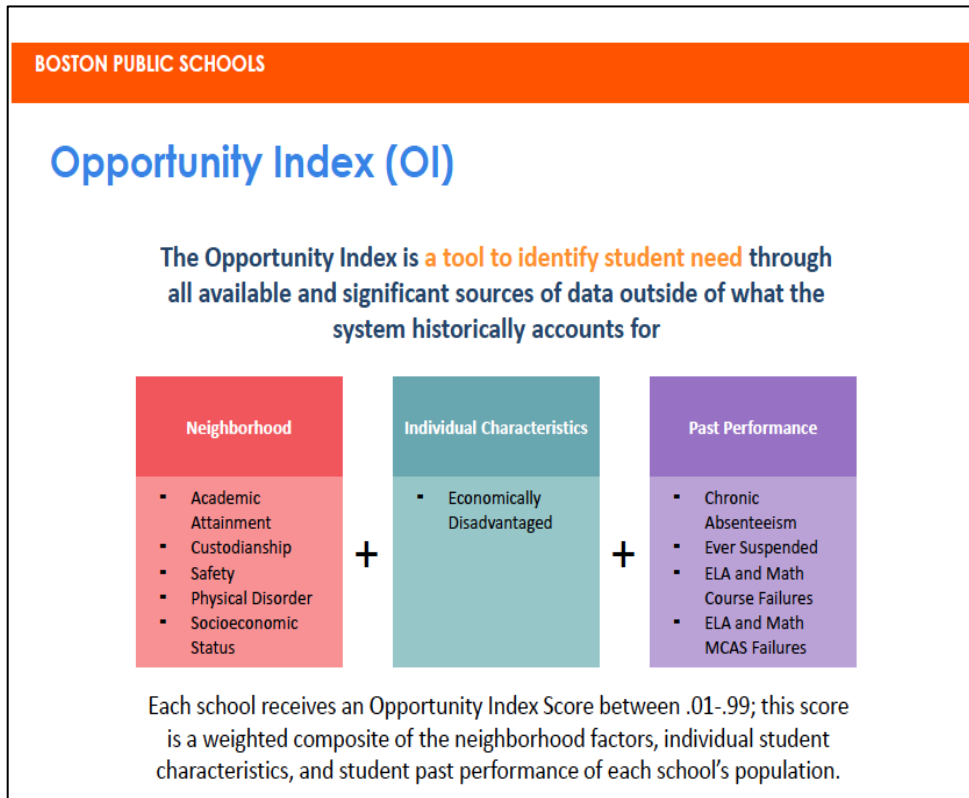 BOSTON PUBLIC SCHOOLS
Opportunity Index (OI)
The Opportunity Index is a tool to identify student need through
all available and significant sources of data outside of what the
system historically accounts for
Neighborhood
▪ Academic
Attainment
▪ Custodianship
▪ Safety
▪ Physical Disorder
▪ Socioeconomic
Status
+
Individual Characteristics
▪ Economically
Disadvantaged
+
Past Performance
▪ Chronic
Absenteeism
▪ Ever Suspended
▪ ELA and Math
Course Failures
▪ ELA and Math
MCAS Failures
Each school receives an Opportunity Index Score between .01-.99; this score
is a weighted composite of the neighborhood factors, individual student
characteristics, and student past performance of each school’s population.